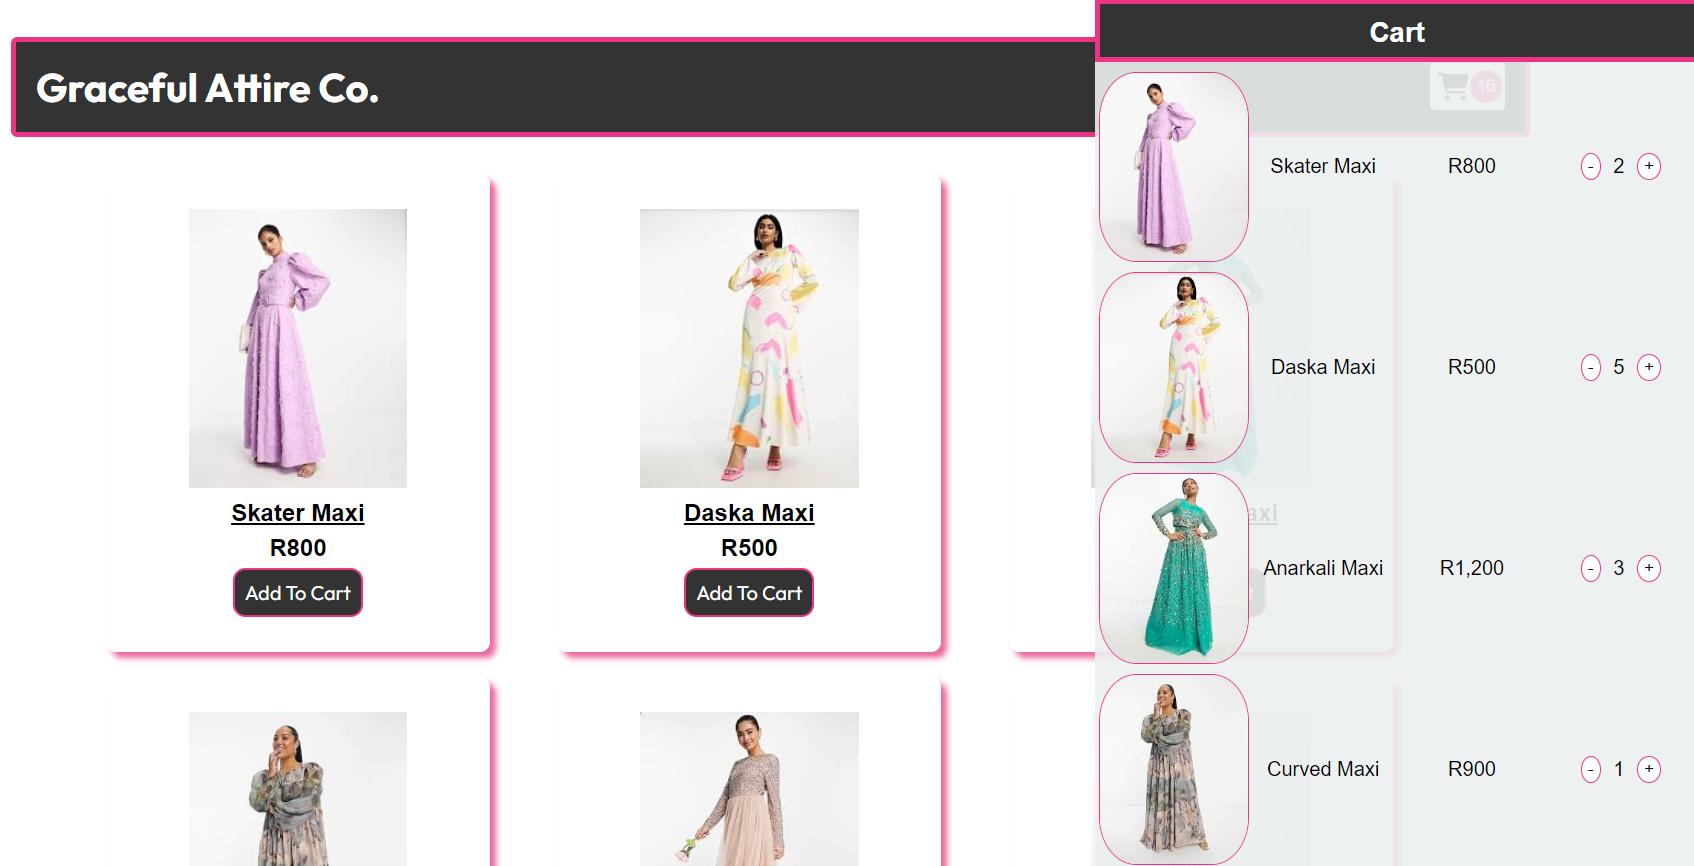 Graceful Attire Co.
Skater Maxi
R800
Add To Cart
Daska Maxi
R500
Add To Cart
Cart
16
Skater Maxi R800 - 2 +
Daska Maxi R500 - 5 +
axi
Anarkali Maxi R1,200 - 3 +
Curved Maxi R900 - 1 +